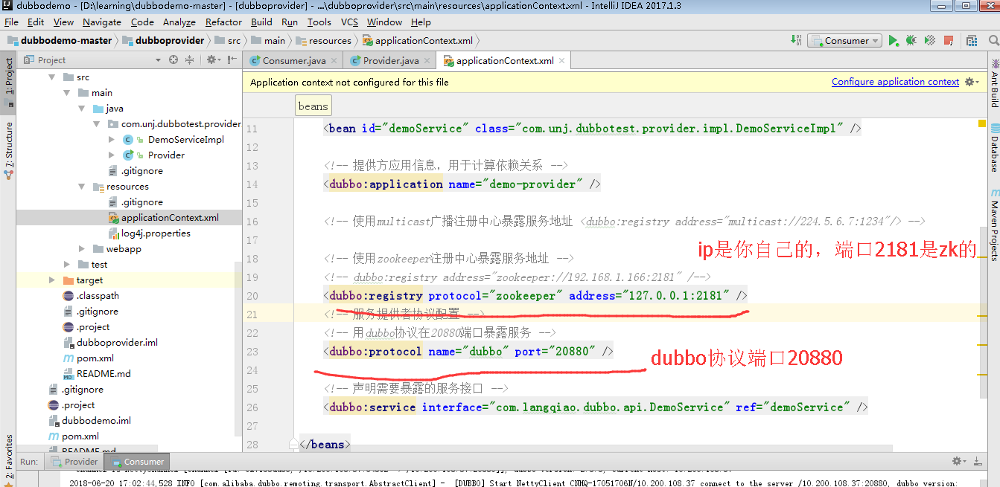 dubbodemo - [D:\learning\dubbodemo-master] - [dubboprovider] - ...\dubboprovider\src\main\resources\applicationContext.xml - IntelliJ IDEA 2017.1.3
File Edit View Navigate Code Analyze Refactor Build Run Tools VCS Window Help
dubbodemo-master dubboprovider src main resources applicationContext.xml
Consumer
1: Project
Project
Consumer.java Provider.java applicationContext.xml
Application context not configured for this file
Configure application context
beans
src
main
java
com.unj.dubbotest.provider
DemoServiceImpl
Provider
.gitignore
resources
.gitignore
applicationContext.xml
log4j.properties
webapp
test
target
.classpath
.gitignore
.project
dubboprovider.iml
pom.xml
README.md
.gitignore
.project
dubbodemo.iml
pom.xml
README.md
7: Structure
2: Favorites
11 <bean id="demoService" class="com.unj.dubbotest.provider.impl.DemoServiceImpl" />
12
13 <!-- 提供方应用信息，用于计算依赖关系 -->
14 <dubbo:application name="demo-provider" />
15
16 <!-- 使用multicast广播注册中心暴露服务地址 <dubbo:registry address="multicast://224.5.6.7:1234"/> -->
17
ip是你自己的，端口2181是zk的
18 <!-- 使用zookeeper注册中心暴露服务地址 -->
19 <!-- dubbo:registry address="zookeeper://192.168.1.166:2181" /-->
20 <dubbo:registry protocol="zookeeper" address="127.0.0.1:2181" />
21 <!-- 服务提供者协议配置 -->
22 <!-- 用dubbo协议在20880端口暴露服务 -->
23 <dubbo:protocol name="dubbo" port="20880" />
dubbo协议端口20880
24
25 <!-- 声明需要暴露的服务接口 -->
26 <dubbo:service interface="com.langqiao.dubbo.api.DemoService" ref="demoService" />
27
28 </beans>
Ant Build
Database
Maven Projects
Run: Provider Consumer
2018-06-20 17:02:44,528 INFO [com.alibaba.dubbo.remoting.transport.AbstractClient] - [DUBBO] Start NettyClient CNHQ-17051706N/10.200.108.37 connect to the server /10.200.108.37:20880, dubbo version: